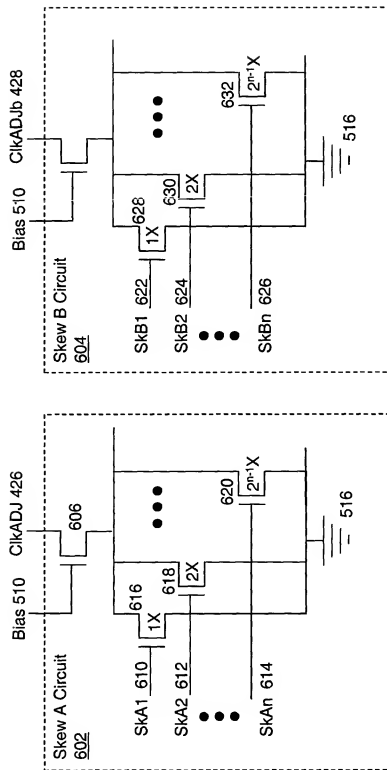 Skew A Circuit
602
Bias 510
ClkADJ 426
606
SkA1 610
616
1X
SkA2 612
618
2X
SkAn 614
620
2ⁿ⁻¹X
516
Skew B Circuit
604
Bias 510
ClkADJb 428
SkB1 622
628
1X
SkB2 624
630
2X
SkBn 626
632
2ⁿ⁻¹X
516